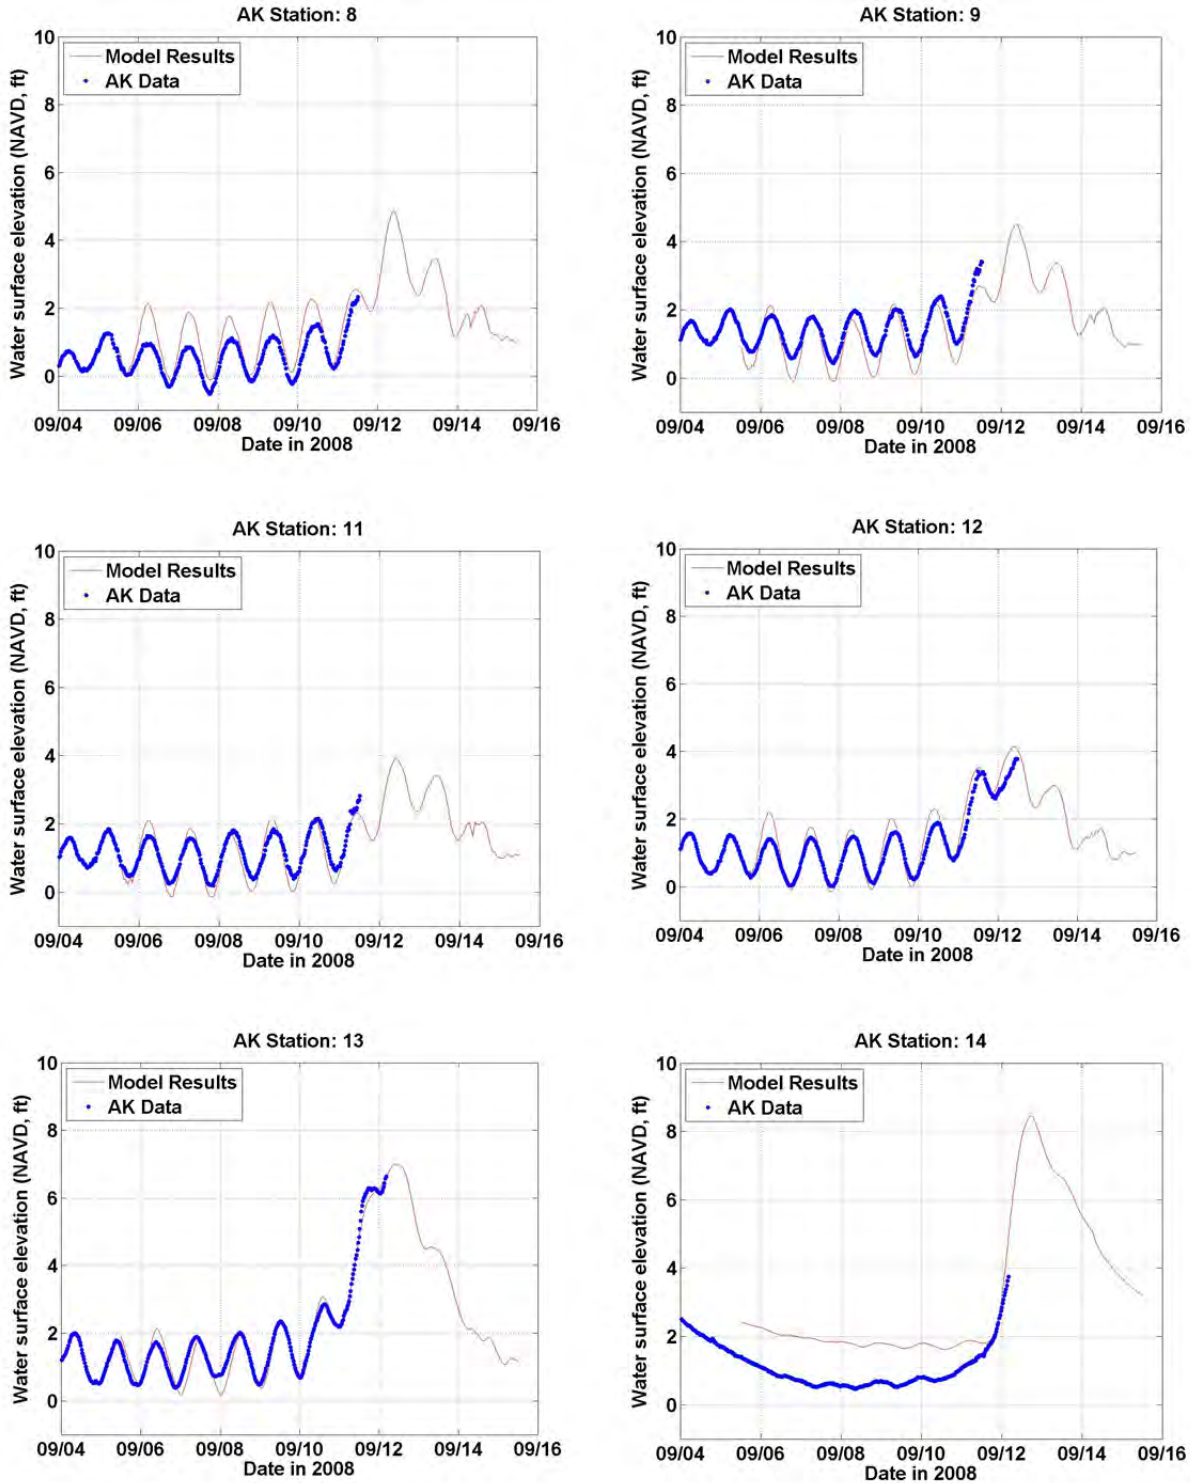 AK Station: 8
10
8
6
4
2
0
Water surface elevation (NAVD, ft)
Model Results
AK Data
09/04 09/06 09/08 09/10 09/12 09/14 09/16
Date in 2008
AK Station: 9
10
8
6
4
2
0
Water surface elevation (NAVD, ft)
Model Results
AK Data
09/04 09/06 09/08 09/10 09/12 09/14 09/16
Date in 2008
AK Station: 11
10
8
6
4
2
0
Water surface elevation (NAVD, ft)
Model Results
AK Data
09/04 09/06 09/08 09/10 09/12 09/14 09/16
Date in 2008
AK Station: 12
10
8
6
4
2
0
Water surface elevation (NAVD, ft)
Model Results
AK Data
09/04 09/06 09/08 09/10 09/12 09/14 09/16
Date in 2008
AK Station: 13
10
8
6
4
2
0
Water surface elevation (NAVD, ft)
Model Results
AK Data
09/04 09/06 09/08 09/10 09/12 09/14 09/16
Date in 2008
AK Station: 14
10
8
6
4
2
0
Water surface elevation (NAVD, ft)
Model Results
AK Data
09/04 09/06 09/08 09/10 09/12 09/14 09/16
Date in 2008